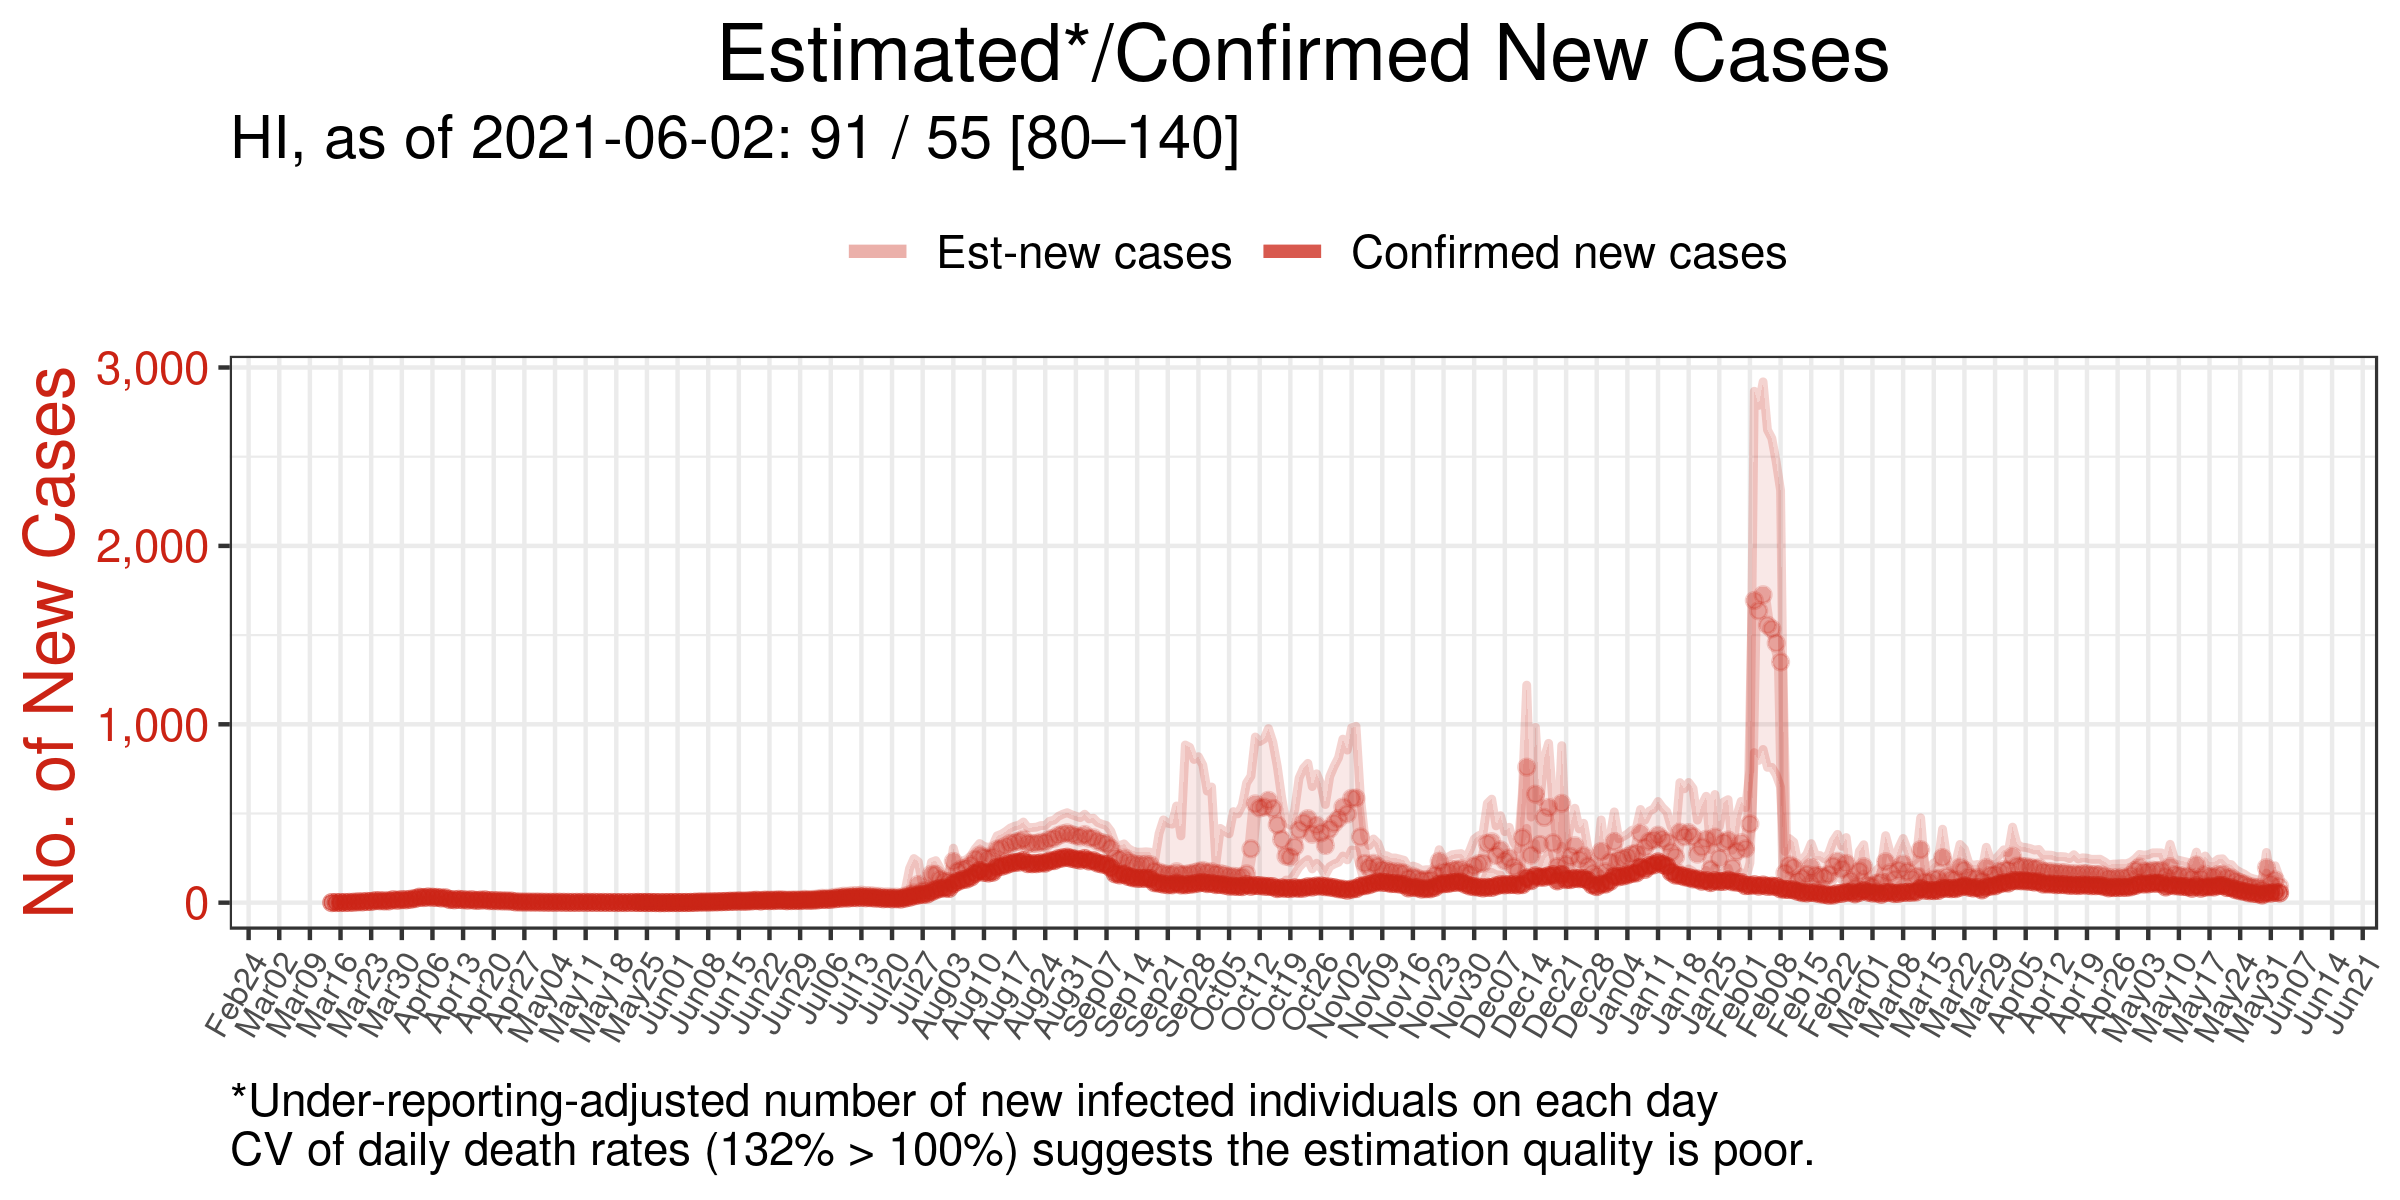 Estimated*/Confirmed New Cases
HI, as of 2021-06-02: 91 / 55 [80–140]
Est-new cases
Confirmed new cases
No. of New Cases
3,000
2,000
1,000
0
Feb24
Mar02
Mar09
Mar16
Mar23
Mar30
Apr06
Apr13
Apr20
Apr27
May04
May11
May18
May25
Jun01
Jun08
Jun15
Jun22
Jun29
Jul06
Jul13
Jul20
Jul27
Aug03
Aug10
Aug17
Aug24
Aug31
Sep07
Sep14
Sep21
Sep28
Oct05
Oct12
Oct19
Oct26
Nov02
Nov09
Nov16
Nov23
Nov30
Dec07
Dec14
Dec21
Dec28
Jan04
Jan11
Jan18
Jan25
Feb01
Feb08
Feb15
Feb22
Mar01
Mar08
Mar15
Mar22
Mar29
Apr05
Apr12
Apr19
Apr26
May03
May10
May17
May24
May31
Jun07
Jun14
Jun21
*Under-reporting-adjusted number of new infected individuals on each day
CV of daily death rates (132% > 100%) suggests the estimation quality is poor.